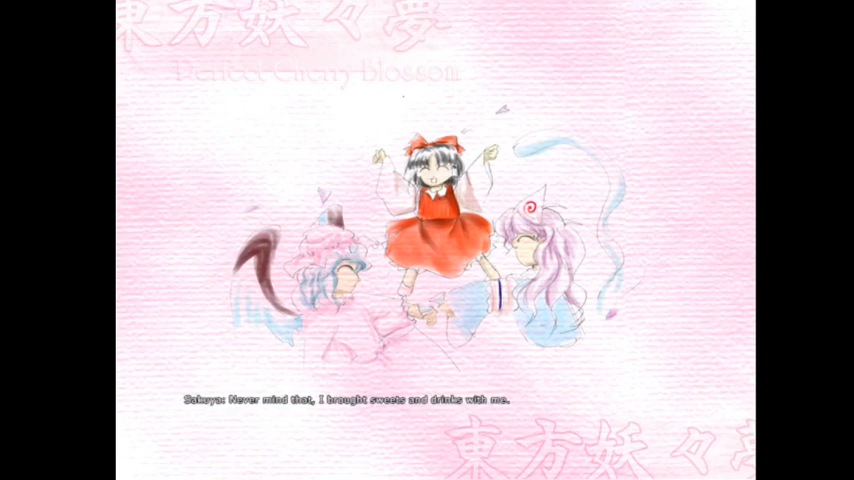 東方妖々夢
Perfect Cherry Blossom
Sakuya: Never mind that, I brought sweets and drinks with me.
東方妖々夢